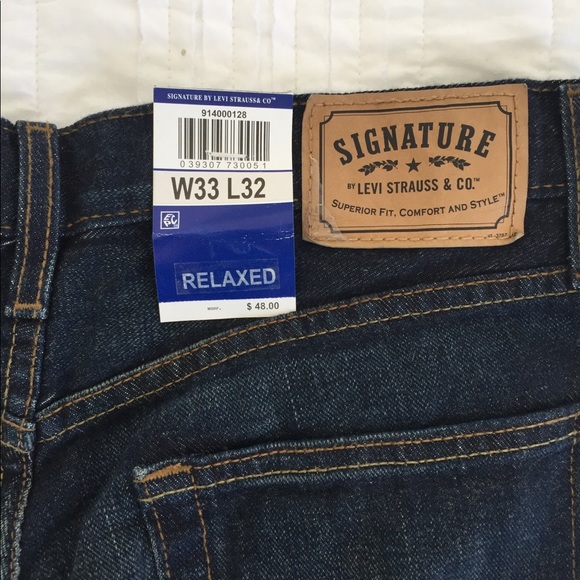 SIGNATURE BY LEVI STRAUSS & CO™
914000128
039307 730051
W33 L32
RELAXED
$ 48.00
SIGNATURE
BY LEVI STRAUSS & CO.™
SUPERIOR FIT, COMFORT AND STYLE™